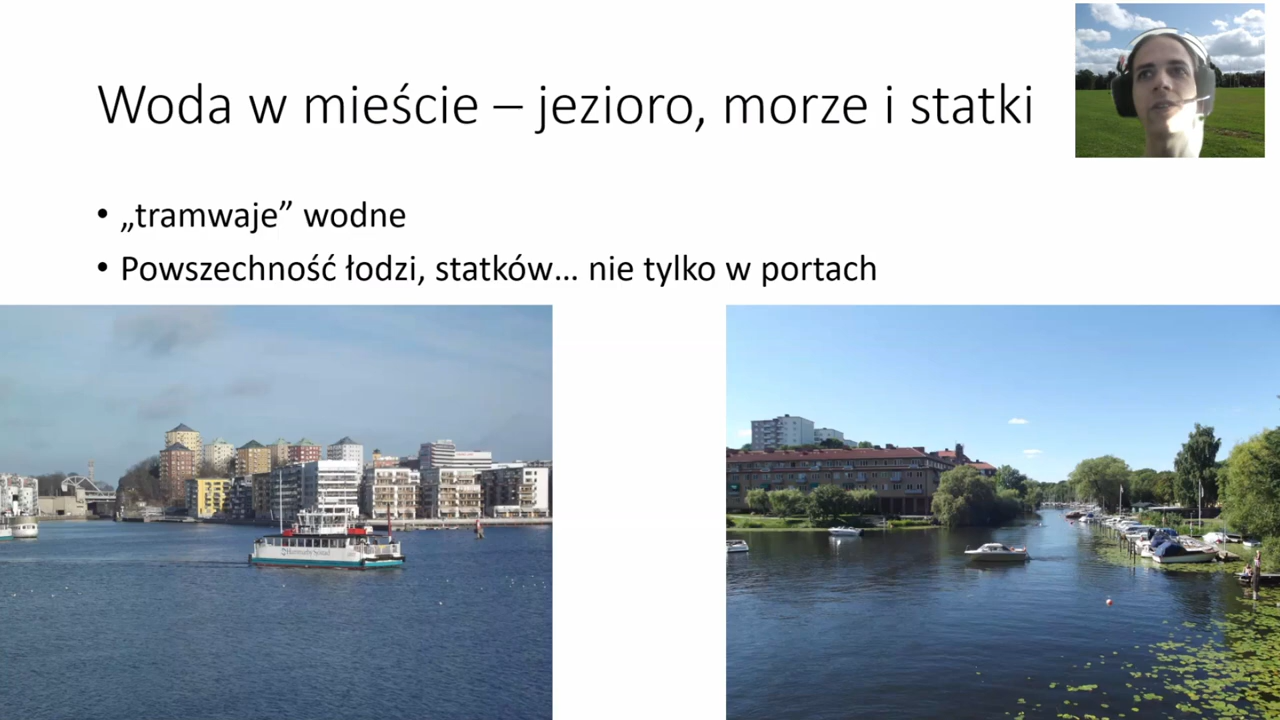 Woda w mieście – jezioro, morze i statki
• „tramwaje” wodne
• Powszechność łodzi, statków... nie tylko w portach